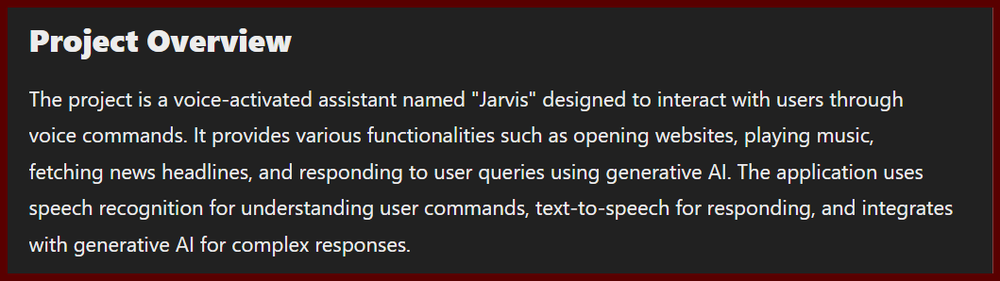 Project Overview
The project is a voice-activated assistant named "Jarvis" designed to interact with users through
voice commands. It provides various functionalities such as opening websites, playing music,
fetching news headlines, and responding to user queries using generative AI. The application uses
speech recognition for understanding user commands, text-to-speech for responding, and integrates
with generative AI for complex responses.